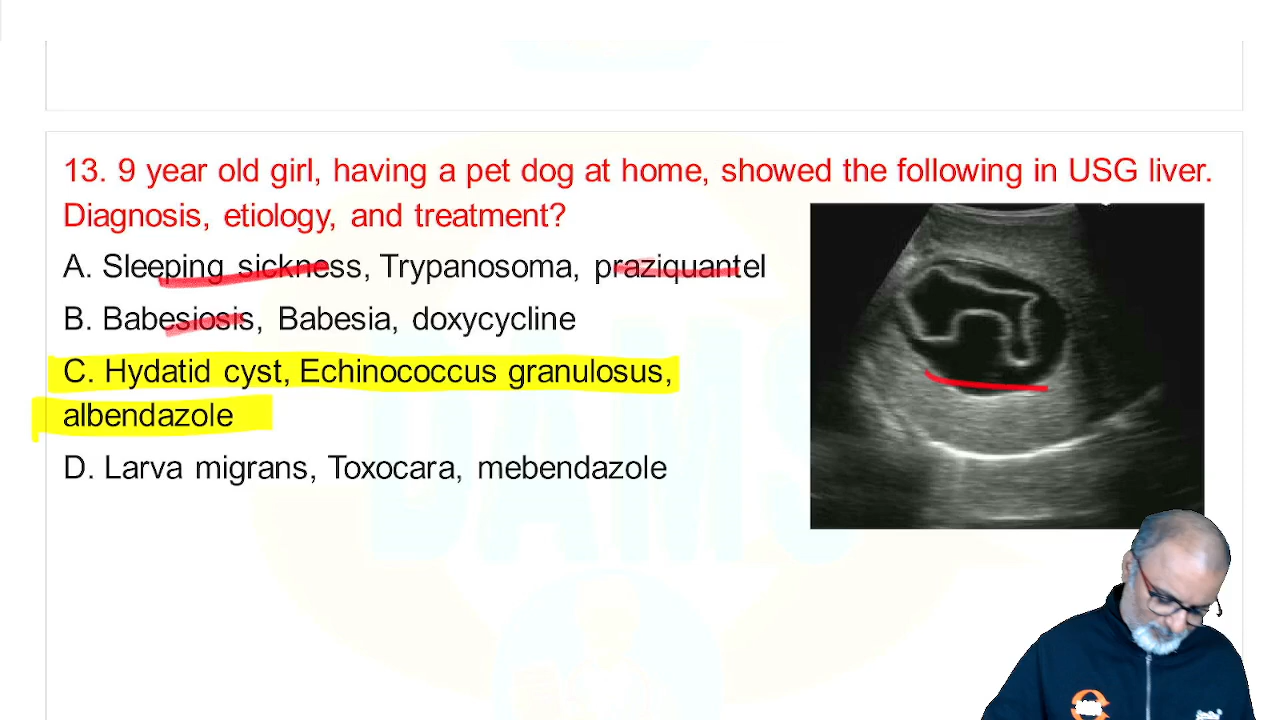 13. 9 year old girl, having a pet dog at home, showed the following in USG liver.
Diagnosis, etiology, and treatment?
A. Sleeping sickness, Trypanosoma, praziquantel
B. Babesiosis, Babesia, doxycycline
C. Hydatid cyst, Echinococcus granulosus,
albendazole
D. Larva migrans, Toxocara, mebendazole
DAMS